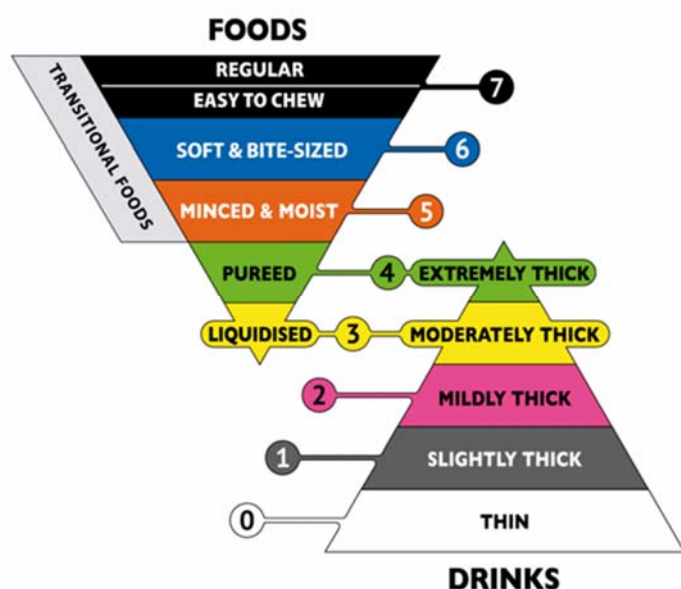 FOODS
REGULAR
EASY TO CHEW
7
TRANSITIONAL FOODS
SOFT & BITE-SIZED
6
MINCED & MOIST
5
PUREED
4
EXTREMELY THICK
LIQUIDISED
3
MODERATELY THICK
2
MILDLY THICK
1
SLIGHTLY THICK
0
THIN
DRINKS